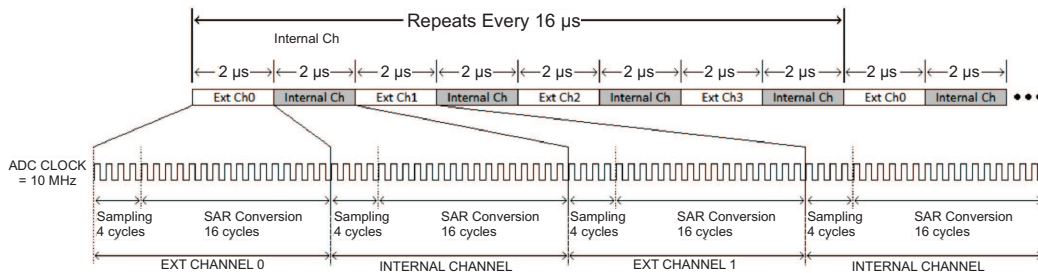 Repeats Every 16 µs
Internal Ch
2 µs 2 µs 2 µs 2 µs 2 µs 2 µs 2 µs 2 µs 2 µs 2 µs
Ext Ch0 Internal Ch Ext Ch1 Internal Ch Ext Ch2 Internal Ch Ext Ch3 Internal Ch Ext Ch0 Internal Ch
ADC CLOCK
= 10 MHz
Sampling SAR Conversion Sampling SAR Conversion Sampling SAR Conversion Sampling SAR Conversion
4 cycles 16 cycles 4 cycles 16 cycles 4 cycles 16 cycles 4 cycles 16 cycles
EXT CHANNEL 0 INTERNAL CHANNEL EXT CHANNEL 1 INTERNAL CHANNEL